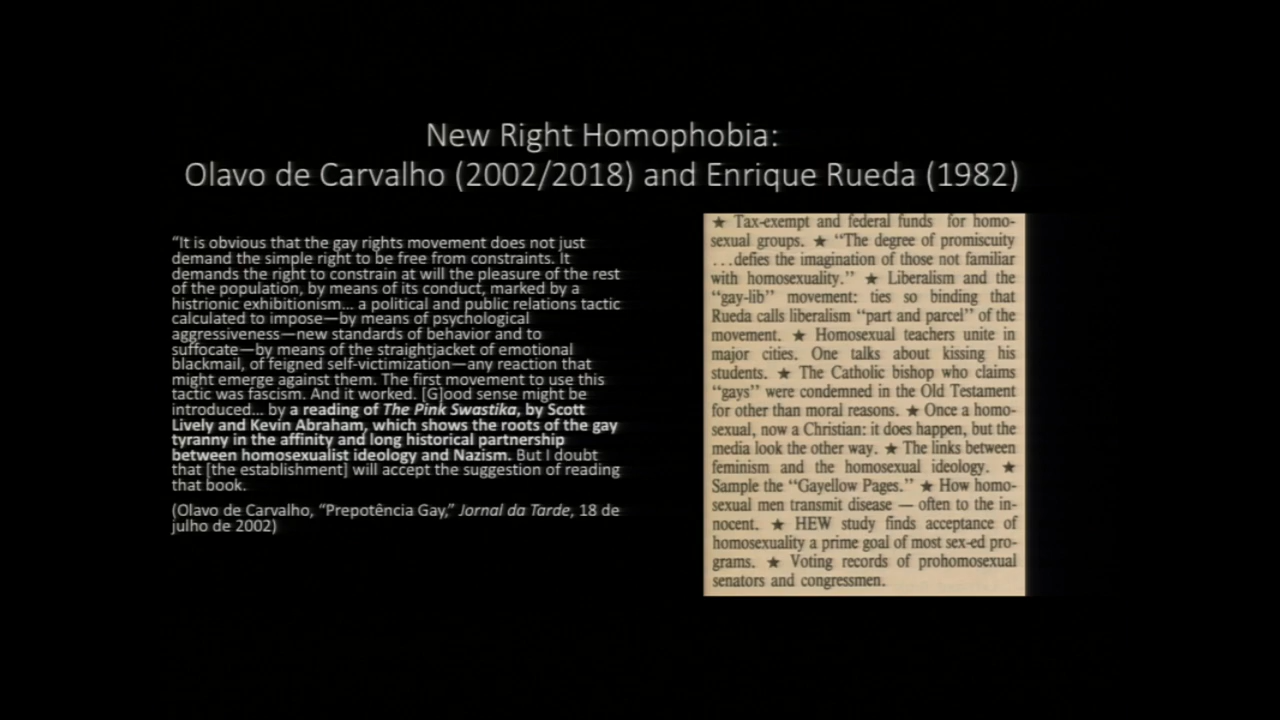 New Right Homophobia:
Olavo de Carvalho (2002/2018) and Enrique Rueda (1982)
“It is obvious that the gay rights movement does not just
demand the simple right to be free from constraints. It
demands the right to constrain at will the pleasure of the rest
of the population, by means of its conduct, marked by a
histrionic exhibitionism... a political and public relations tactic
calculated to impose—by means of psychological
aggressiveness—new standards of behavior and to
suffocate—by means of the straightjacket of emotional
blackmail, of feigned self-victimization—any reaction that
might emerge against them. The first movement to use this
tactic was fascism. And it worked. [G]ood sense might be
introduced... by a reading of The Pink Swastika, by Scott
Lively and Kevin Abraham, which shows the roots of the gay
tyranny in the affinity and long historical partnership
between homosexualist ideology and Nazism. But I doubt
that [the establishment] will accept the suggestion of reading
that book.
(Olavo de Carvalho, “Prepotência Gay,” Jornal da Tarde, 18 de
julho de 2002)
★ Tax-exempt and federal funds for homo-
sexual groups. ★ “The degree of promiscuity
...defies the imagination of those not familiar
with homosexuality.” ★ Liberalism and the
“gay-lib” movement: ties so binding that
Rueda calls liberalism “part and parcel” of the
movement. ★ Homosexual teachers unite in
major cities. One talks about kissing his
students. ★ The Catholic bishop who claims
“gays” were condemned in the Old Testament
for other than moral reasons. ★ Once a homo-
sexual, now a Christian: it does happen, but the
media look the other way. ★ The links between
feminism and the homosexual ideology. ★
Sample the “Gayellow Pages.” ★ How homo-
sexual men transmit disease — often to the in-
nocent. ★ HEW study finds acceptance of
homosexuality a prime goal of most sex-ed pro-
grams. ★ Voting records of prohomosexual
senators and congressmen.